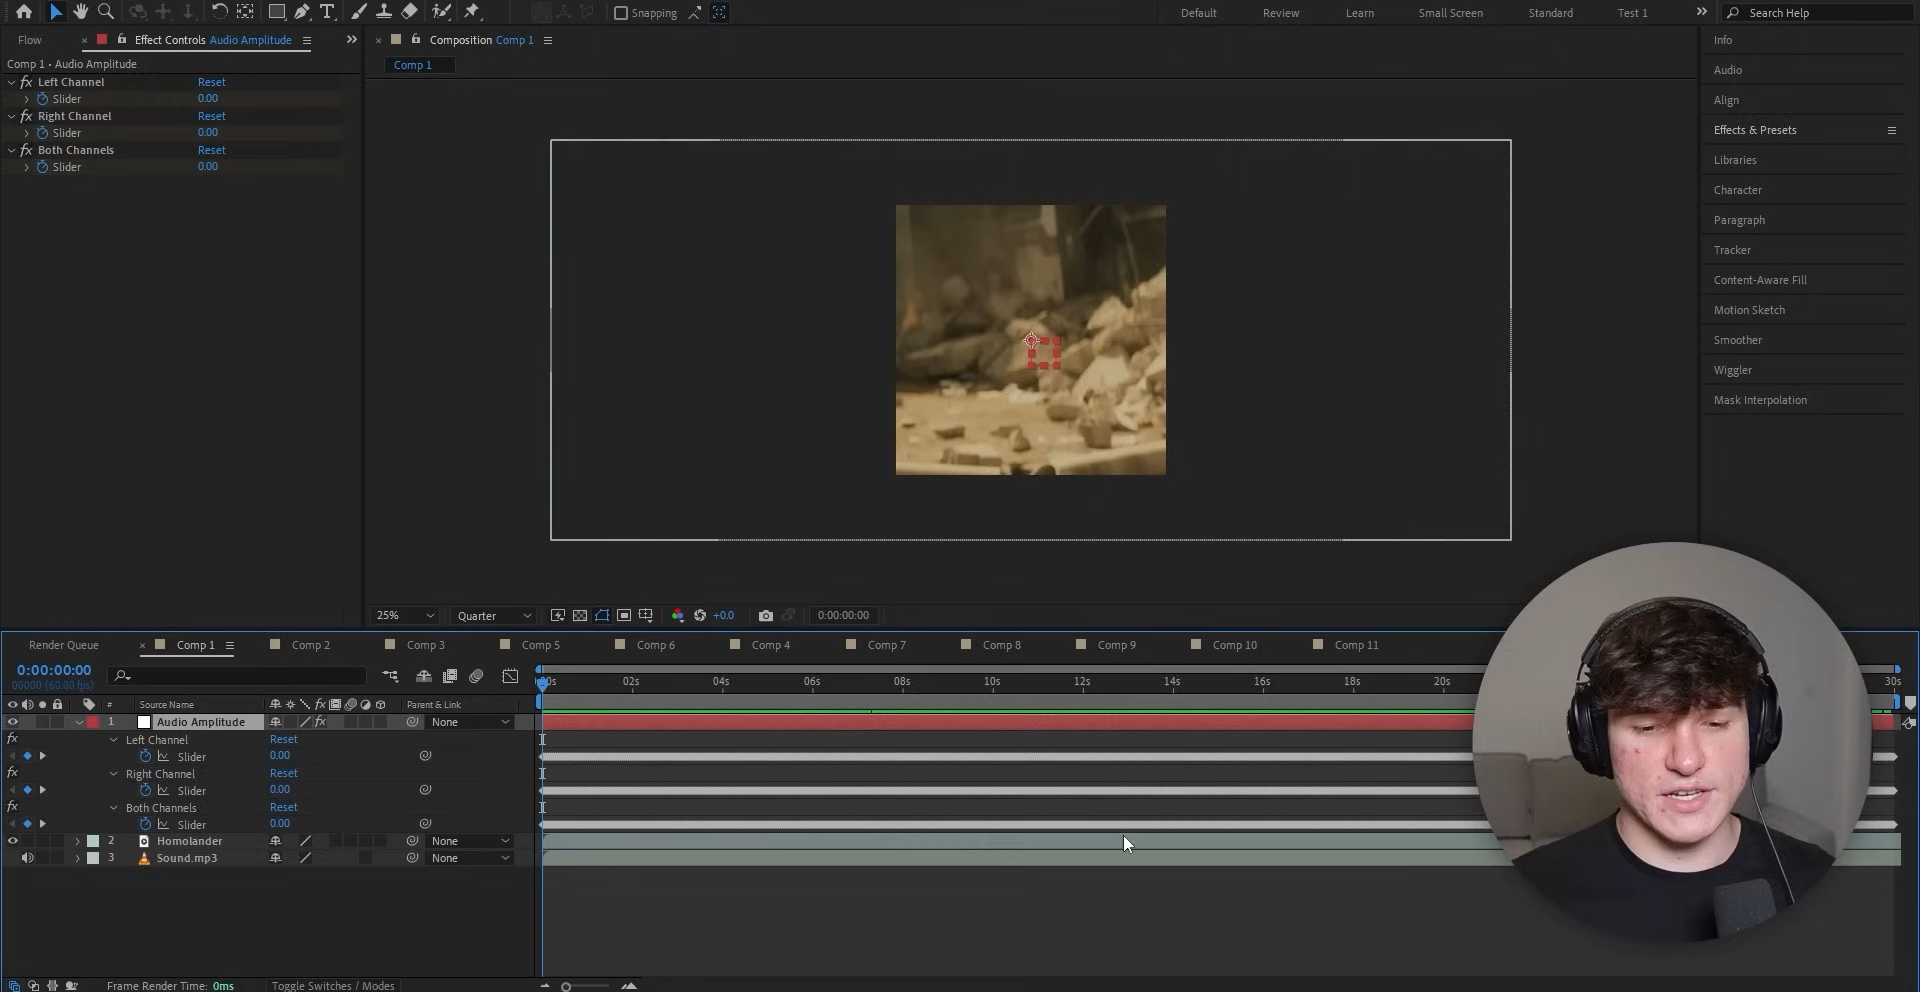 Snapping
Default
Review
Learn
Small Screen
Standard
Test 1
Search Help
Flow
Effect Controls Audio Amplitude
Composition Comp 1
Comp 1
Comp 1 • Audio Amplitude
fx Left Channel Reset
Slider 0.00
fx Right Channel Reset
Slider 0.00
fx Both Channels Reset
Slider 0.00
Info
Audio
Align
Effects & Presets
Libraries
Character
Paragraph
Tracker
Content-Aware Fill
Motion Sketch
Smoother
Wiggler
Mask Interpolation
25%
Quarter
+0.0
0:00:00:00
Render Queue
Comp 1
Comp 2
Comp 3
Comp 5
Comp 6
Comp 4
Comp 7
Comp 8
Comp 9
Comp 10
Comp 11
0:00:00:00
00000 (60.00 fps)
02s 04s 06s 08s 10s 12s 14s 16s 18s 20s 30s
# Source Name fx Parent & Link
1 Audio Amplitude fx None
fx Left Channel Reset
Slider 0.00
fx Right Channel Reset
Slider 0.00
fx Both Channels Reset
Slider 0.00
2 Homolander None
3 Sound.mp3 None
Frame Render Time: 0ms
Toggle Switches / Modes